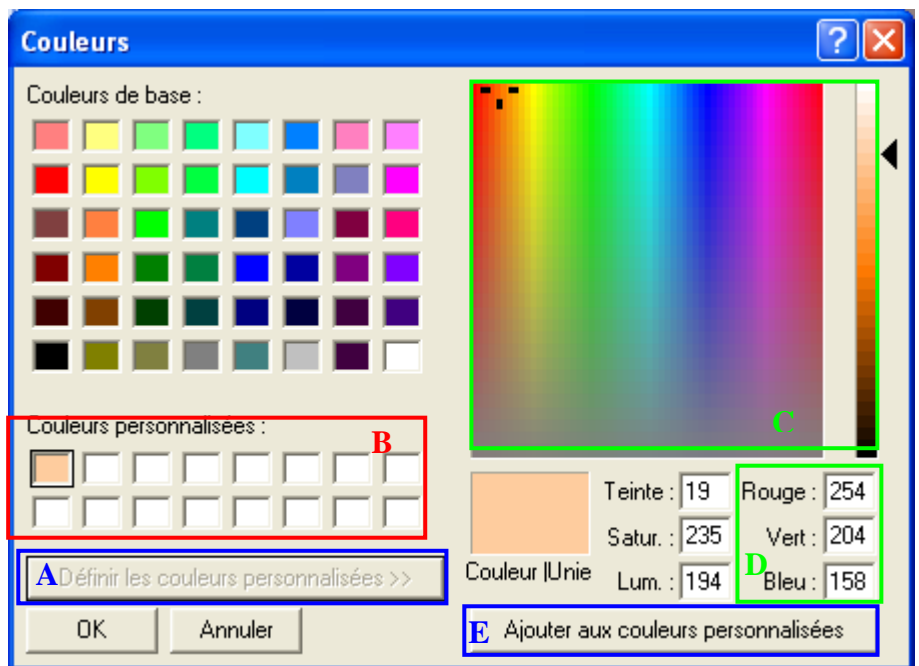 Couleurs
Couleurs de base :
C
Couleurs personnalisées :
B
Teinte : 19 Rouge : 254
Satur. : 235 Vert : 204
Couleur |Unie Lum. : 194 D Bleu : 158
A Définir les couleurs personnalisées >>
OK Annuler
E Ajouter aux couleurs personnalisées